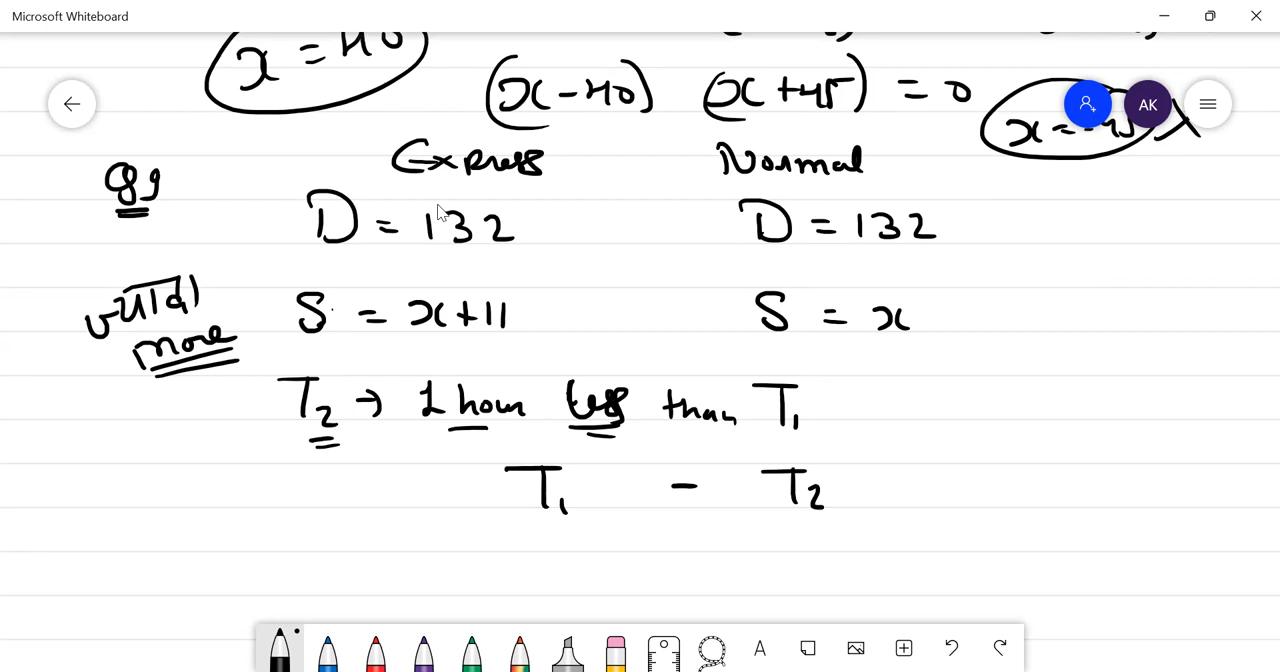 Microsoft Whiteboard
x = 40
(x - 40) (x + 45) = 0
x = -45
AK
Express Normal
Q9
D = 132 D = 132
જ્યાદા
more
S = x+11 S = x
T2 → 1 hour less than T1
T1 - T2
A